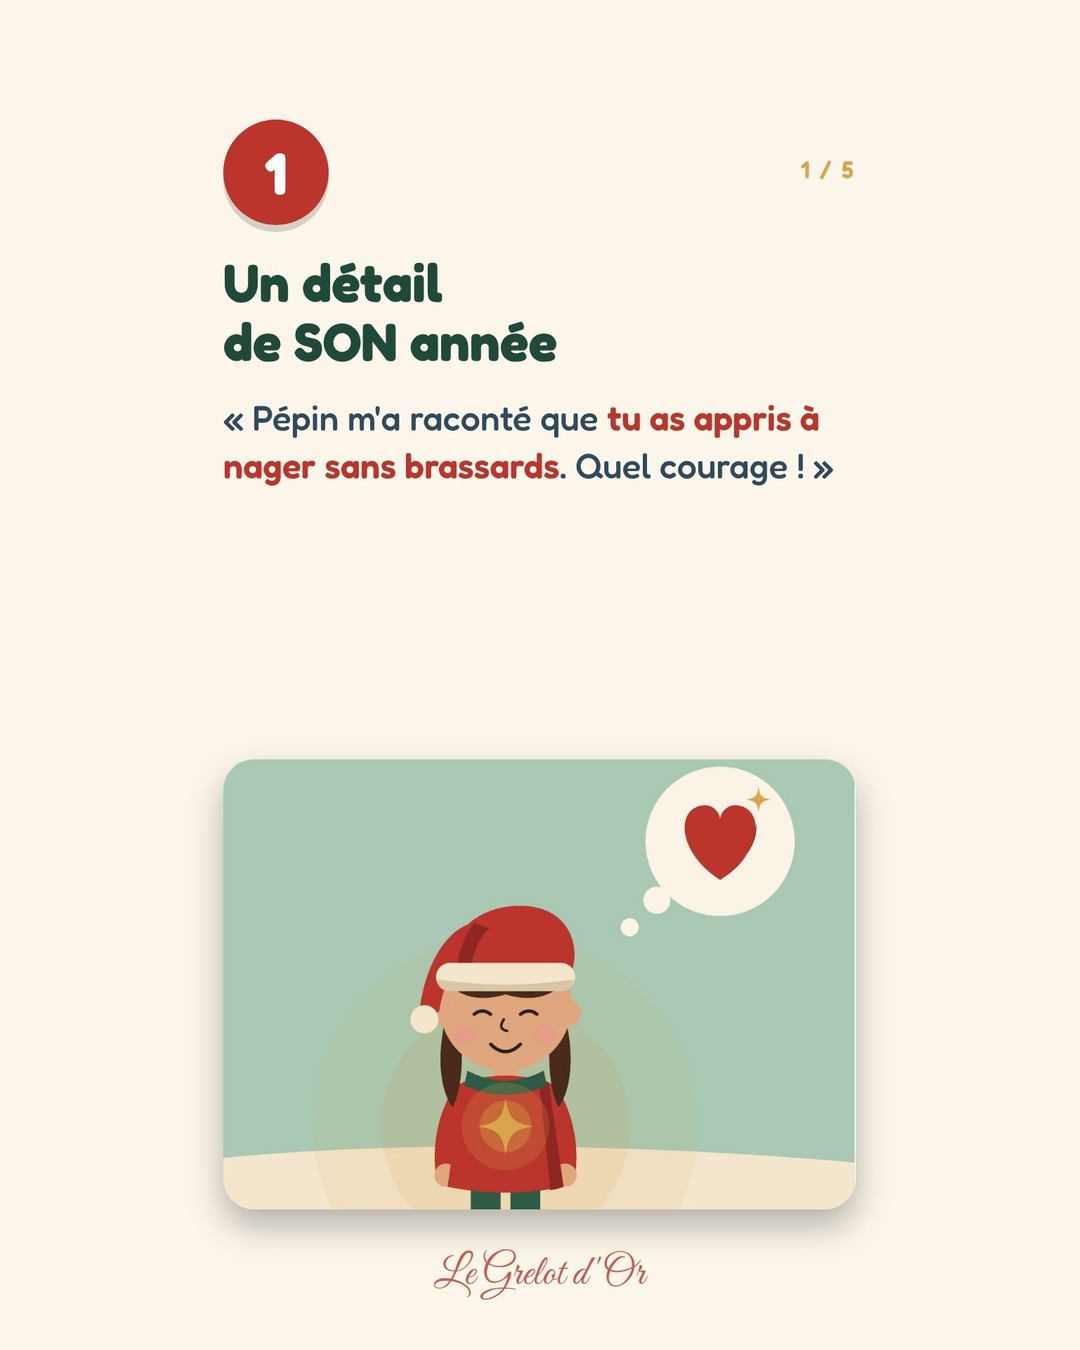 1
1 / 5
Un détail
de SON année
« Pépin m'a raconté que tu as appris à
nager sans brassards. Quel courage ! »
Le Grelot d'Or